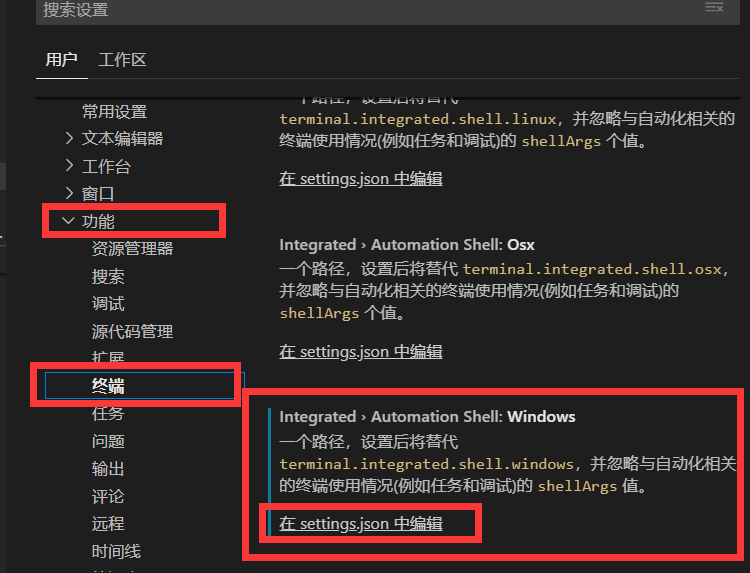 搜索设置
用户 工作区
常用设置
文本编辑器
工作台
窗口
功能
资源管理器
搜索
调试
源代码管理
扩展
终端
任务
问题
输出
评论
远程
时间线
一个路径，设置后将替代
terminal.integrated.shell.linux，并忽略与自动化相关的
终端使用情况(例如任务和调试)的 shellArgs 个值。
在 settings.json 中编辑
Integrated › Automation Shell: Osx
一个路径，设置后将替代 terminal.integrated.shell.osx，
并忽略与自动化相关的终端使用情况(例如任务和调试)的
shellArgs 个值。
在 settings.json 中编辑
Integrated › Automation Shell: Windows
一个路径，设置后将替代
terminal.integrated.shell.windows，并忽略与自动化相关
的终端使用情况(例如任务和调试)的 shellArgs 值。
在 settings.json 中编辑